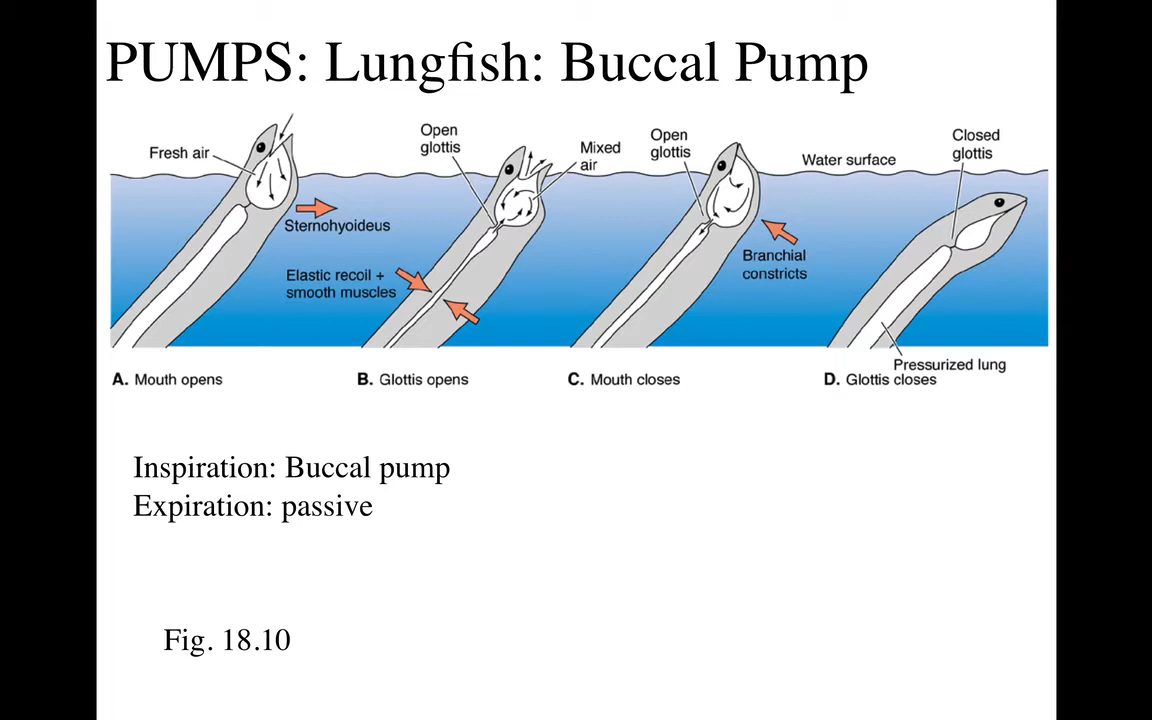 PUMPS: Lungfish: Buccal Pump
Fresh air
Sternohyoideus
Open
glottis
Mixed
air
Elastic recoil +
smooth muscles
Open
glottis
Branchial
constricts
Water surface
Closed
glottis
Pressurized lung
A. Mouth opens
B. Glottis opens
C. Mouth closes
D. Glottis closes
Inspiration: Buccal pump
Expiration: passive
Fig. 18.10